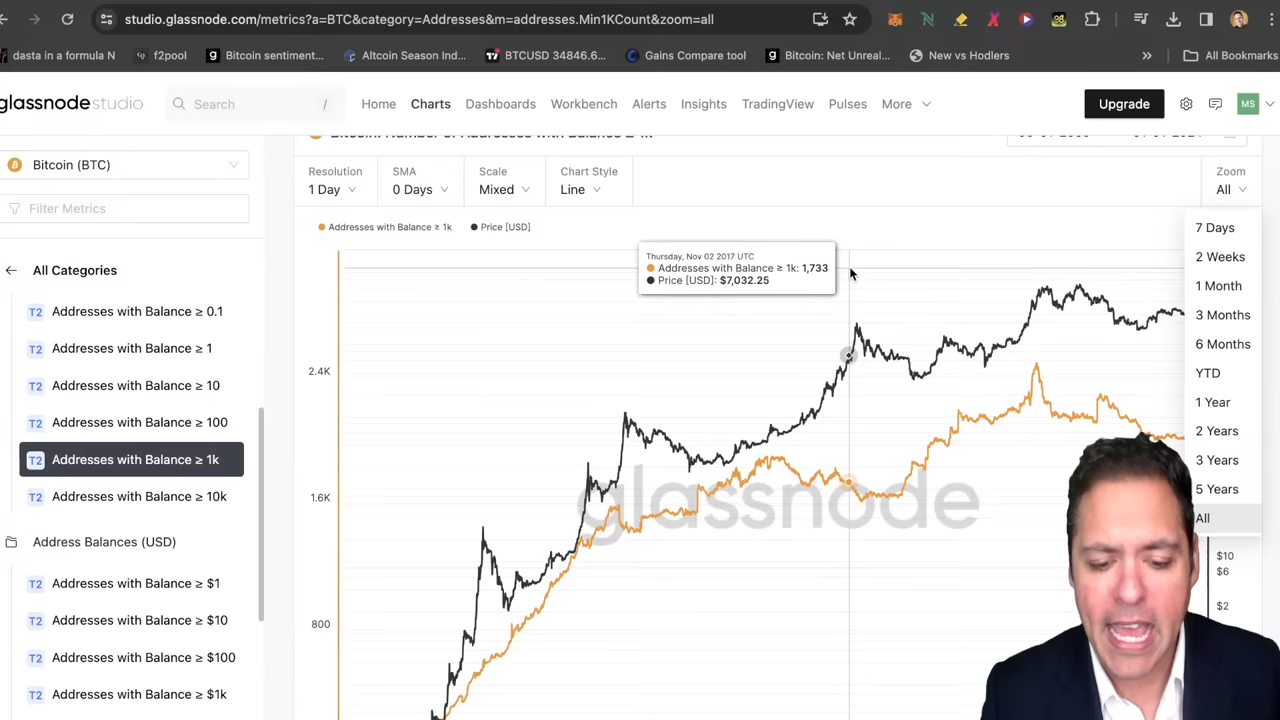 studio.glassnode.com/metrics?a=BTC&category=Addresses&m=addresses.Min1KCount&zoom=all
dasta in a formula N
f2pool
Bitcoin sentiment...
Altcoin Season Ind...
BTCUSD 34846.6...
Gains Compare tool
Bitcoin: Net Unreal...
New vs Hodlers
»
All Bookmarks
glassnodestudio
Search
/
Home
Charts
Dashboards
Workbench
Alerts
Insights
TradingView
Pulses
More
Upgrade
MS
Bitcoin (BTC)
Filter Metrics
All Categories
T2 Addresses with Balance ≥ 0.1
T2 Addresses with Balance ≥ 1
T2 Addresses with Balance ≥ 10
T2 Addresses with Balance ≥ 100
T2 Addresses with Balance ≥ 1k
T2 Addresses with Balance ≥ 10k
Address Balances (USD)
T2 Addresses with Balance ≥ $1
T2 Addresses with Balance ≥ $10
T2 Addresses with Balance ≥ $100
T2 Addresses with Balance ≥ $1k
Bitcoin: Number of Addresses with Balance ≥ 1k
Resolution
1 Day
SMA
0 Days
Scale
Mixed
Chart Style
Line
Zoom
All
Addresses with Balance ≥ 1k
Price [USD]
Thursday, Nov 02 2017 UTC
Addresses with Balance ≥ 1k: 1,733
Price [USD]: $7,032.25
2.4K
1.6K
800
glassnode
7 Days
2 Weeks
1 Month
3 Months
6 Months
YTD
1 Year
2 Years
3 Years
5 Years
All
$10
$6
$2